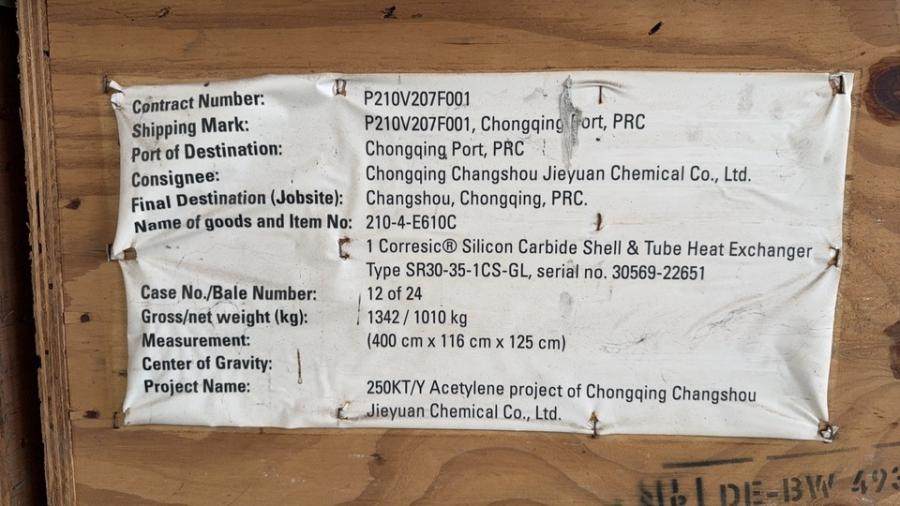 Contract Number: P210V207F001
Shipping Mark: P210V207F001, Chongqing Port, PRC
Port of Destination: Chongqing Port, PRC
Consignee: Chongqing Changshou Jieyuan Chemical Co., Ltd.
Final Destination (Jobsite): Changshou, Chongqing, PRC.
Name of goods and Item No: 210-4-E610C
1 Corresic® Silicon Carbide Shell & Tube Heat Exchanger
Type SR30-35-1CS-GL, serial no. 30569-22651
Case No./Bale Number: 12 of 24
Gross/net weight (kg): 1342 / 1010 kg
Measurement: (400 cm x 116 cm x 125 cm)
Center of Gravity:
Project Name: 250KT/Y Acetylene project of Chongqing Changshou
Jieyuan Chemical Co., Ltd.
DE-BW 493